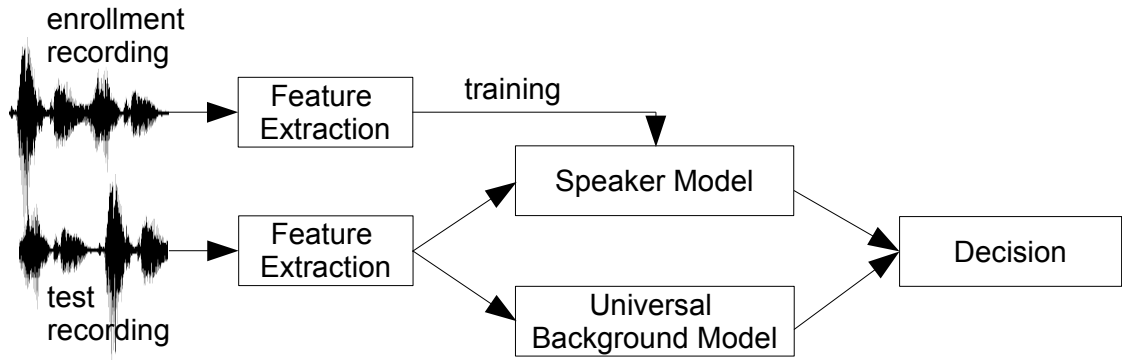 enrollment
recording
Feature
Extraction
training
Speaker Model
Feature
Extraction
Decision
test
recording
Universal
Background Model